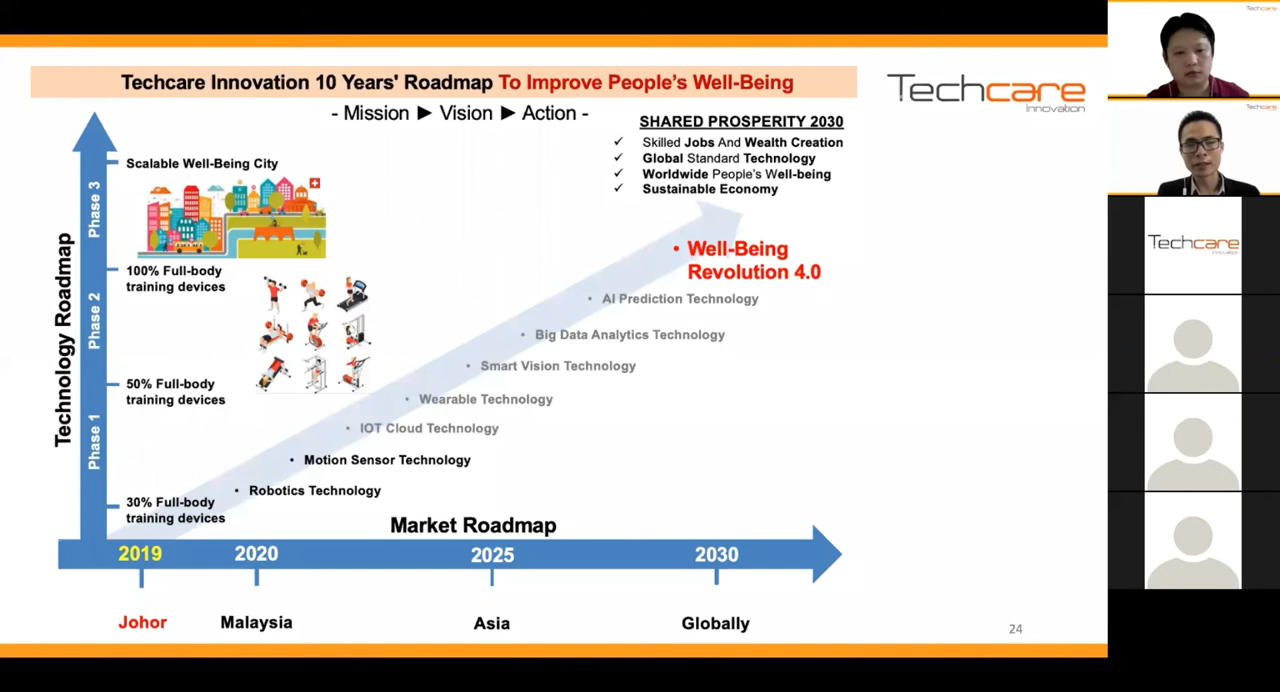 Techcare Innovation 10 Years' Roadmap To Improve People's Well-Being
- Mission ► Vision ► Action -
Techcare
Innovation
SHARED PROSPERITY 2030
✓ Skilled Jobs And Wealth Creation
✓ Global Standard Technology
✓ Worldwide People's Well-being
✓ Sustainable Economy
Technology Roadmap
Phase 3
Phase 2
Phase 1
Scalable Well-Being City
100% Full-body
training devices
50% Full-body
training devices
30% Full-body
training devices
• Well-Being
Revolution 4.0
• AI Prediction Technology
• Big Data Analytics Technology
• Smart Vision Technology
• Wearable Technology
• IOT Cloud Technology
• Motion Sensor Technology
• Robotics Technology
Market Roadmap
2019 2020 2025 2030
Johor Malaysia Asia Globally
24
Techcare
Techcare
Techcare
Innovation